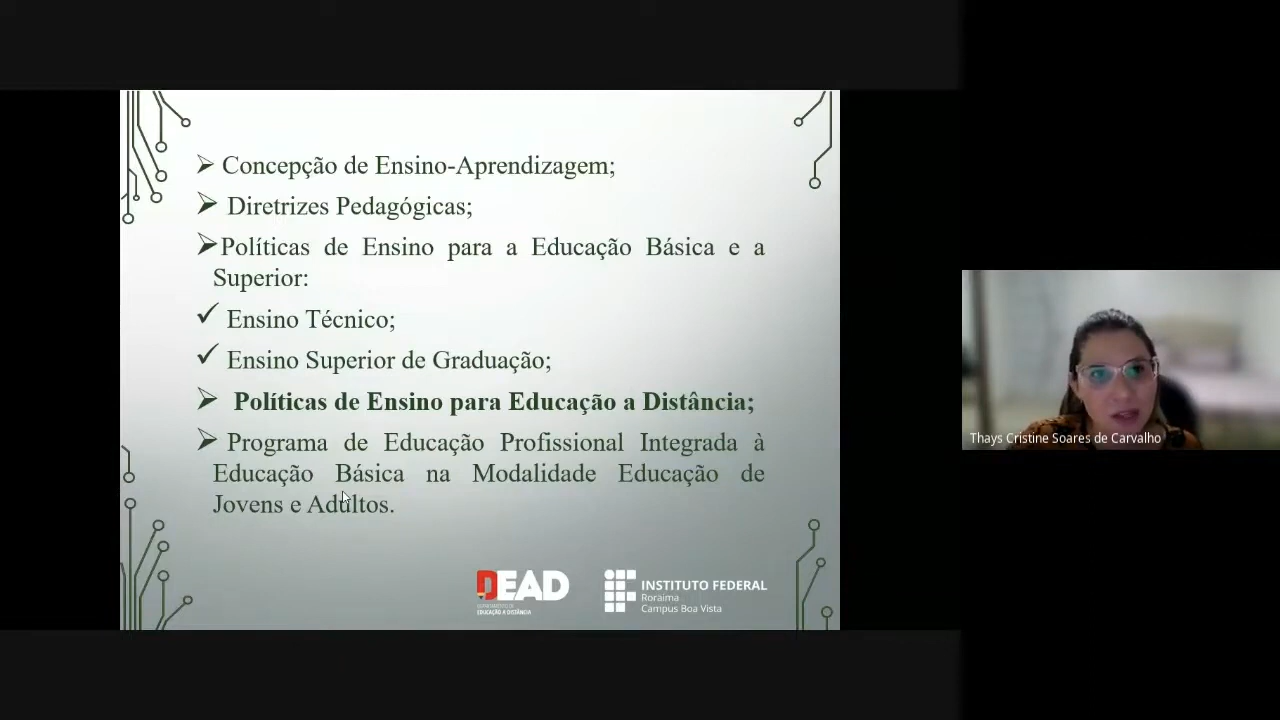 Concepção de Ensino-Aprendizagem;
Diretrizes Pedagógicas;
Políticas de Ensino para a Educação Básica e a
Superior:
Ensino Técnico;
Ensino Superior de Graduação;
Políticas de Ensino para Educação a Distância;
Programa de Educação Profissional Integrada à
Educação Básica na Modalidade Educação de
Jovens e Adultos.
DEAD
EDUCAÇÃO A DISTÂNCIA
INSTITUTO FEDERAL
Roraima
Campus Boa Vista
Thays Cristine Soares de Carvalho